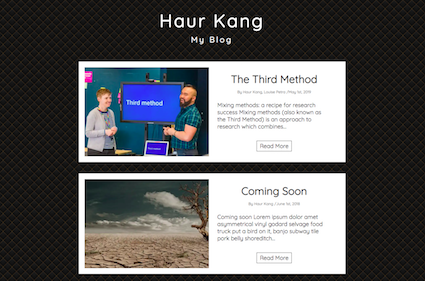 Haur Kang
My Blog
Third method
The Third Method
By Haur Kang, Louise Petre / May 1st, 2019
Mixing methods: a recipe for research
success Mixing methods (also known as
the Third Method) is an approach to
research which combines...
Read More
Coming Soon
By Haur Kang / June 1st, 2019
Coming soon Lorem ipsum dolor amet
asymmetrical vinyl godard selvage food
truck put a bird on it, banjo subway tile
pork belly shoreditch...
Read More